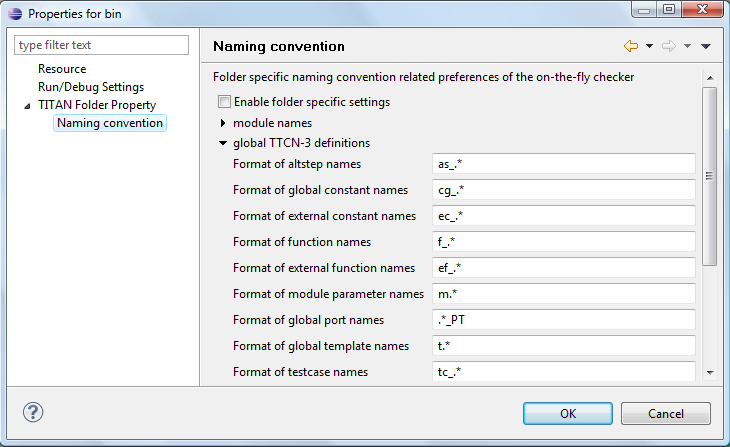 Properties for bin
type filter text
Resource
Run/Debug Settings
TITAN Folder Property
Naming convention
Naming convention
Folder specific naming convention related preferences of the on-the-fly checker
Enable folder specific settings
module names
global TTCN-3 definitions
Format of altstep names as_.*
Format of global constant names cg_.*
Format of external constant names ec_.*
Format of function names f_.*
Format of external function names ef_.*
Format of module parameter names m.*
Format of global port names .*_PT
Format of global template names t.*
Format of testcase names tc_.*
?
OK Cancel